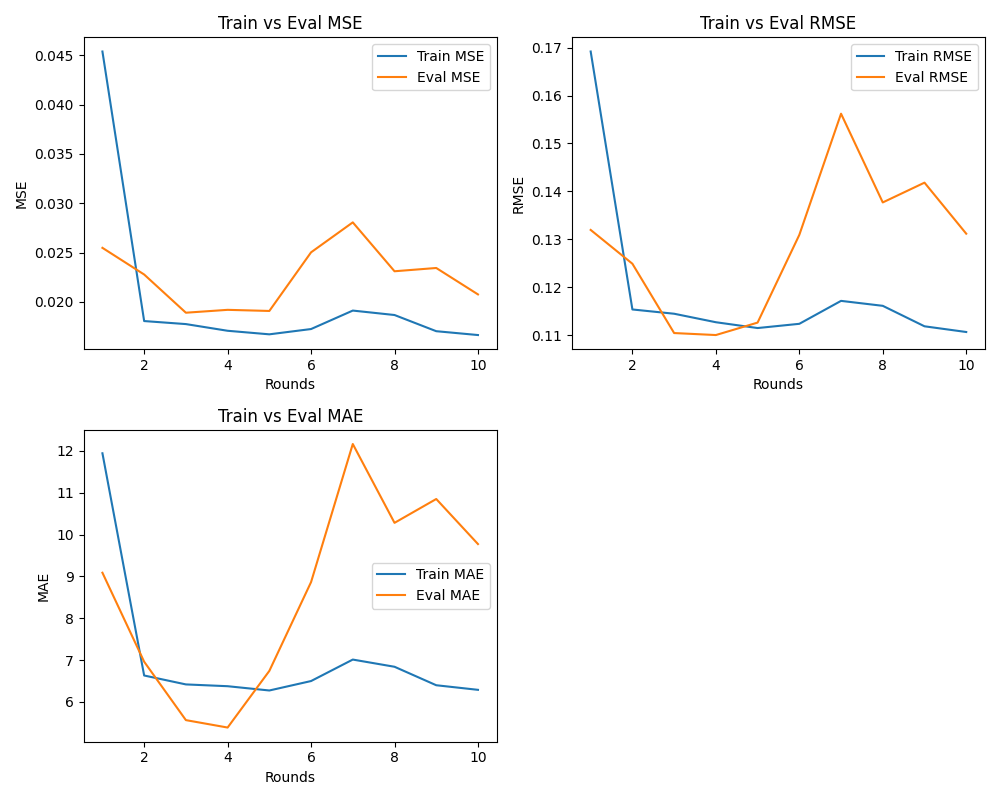 Train vs Eval MSE
0.045
0.040
0.035
0.030
0.025
0.020
MSE
2 4 6 8 10
Rounds
Train MSE
Eval MSE
Train vs Eval RMSE
0.17
0.16
0.15
0.14
0.13
0.12
0.11
RMSE
2 4 6 8 10
Rounds
Train RMSE
Eval RMSE
Train vs Eval MAE
12
11
10
9
8
7
6
MAE
2 4 6 8 10
Rounds
Train MAE
Eval MAE